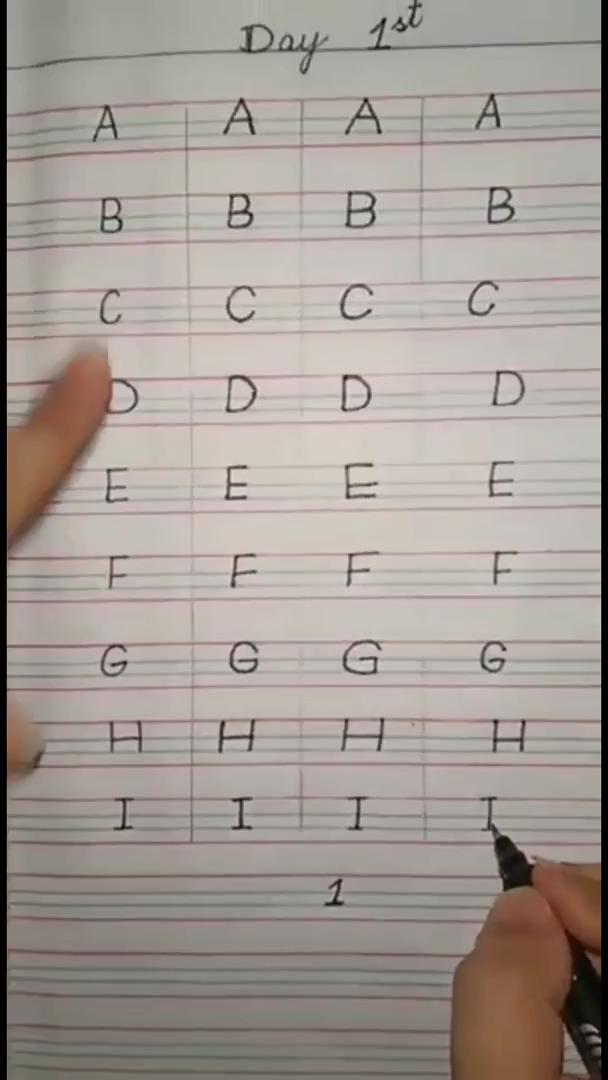 Day 1st
A A A A
B B B B
C C C C
D D D D
E E E E
F F F F
G G G G
H H H H
I I I I
1